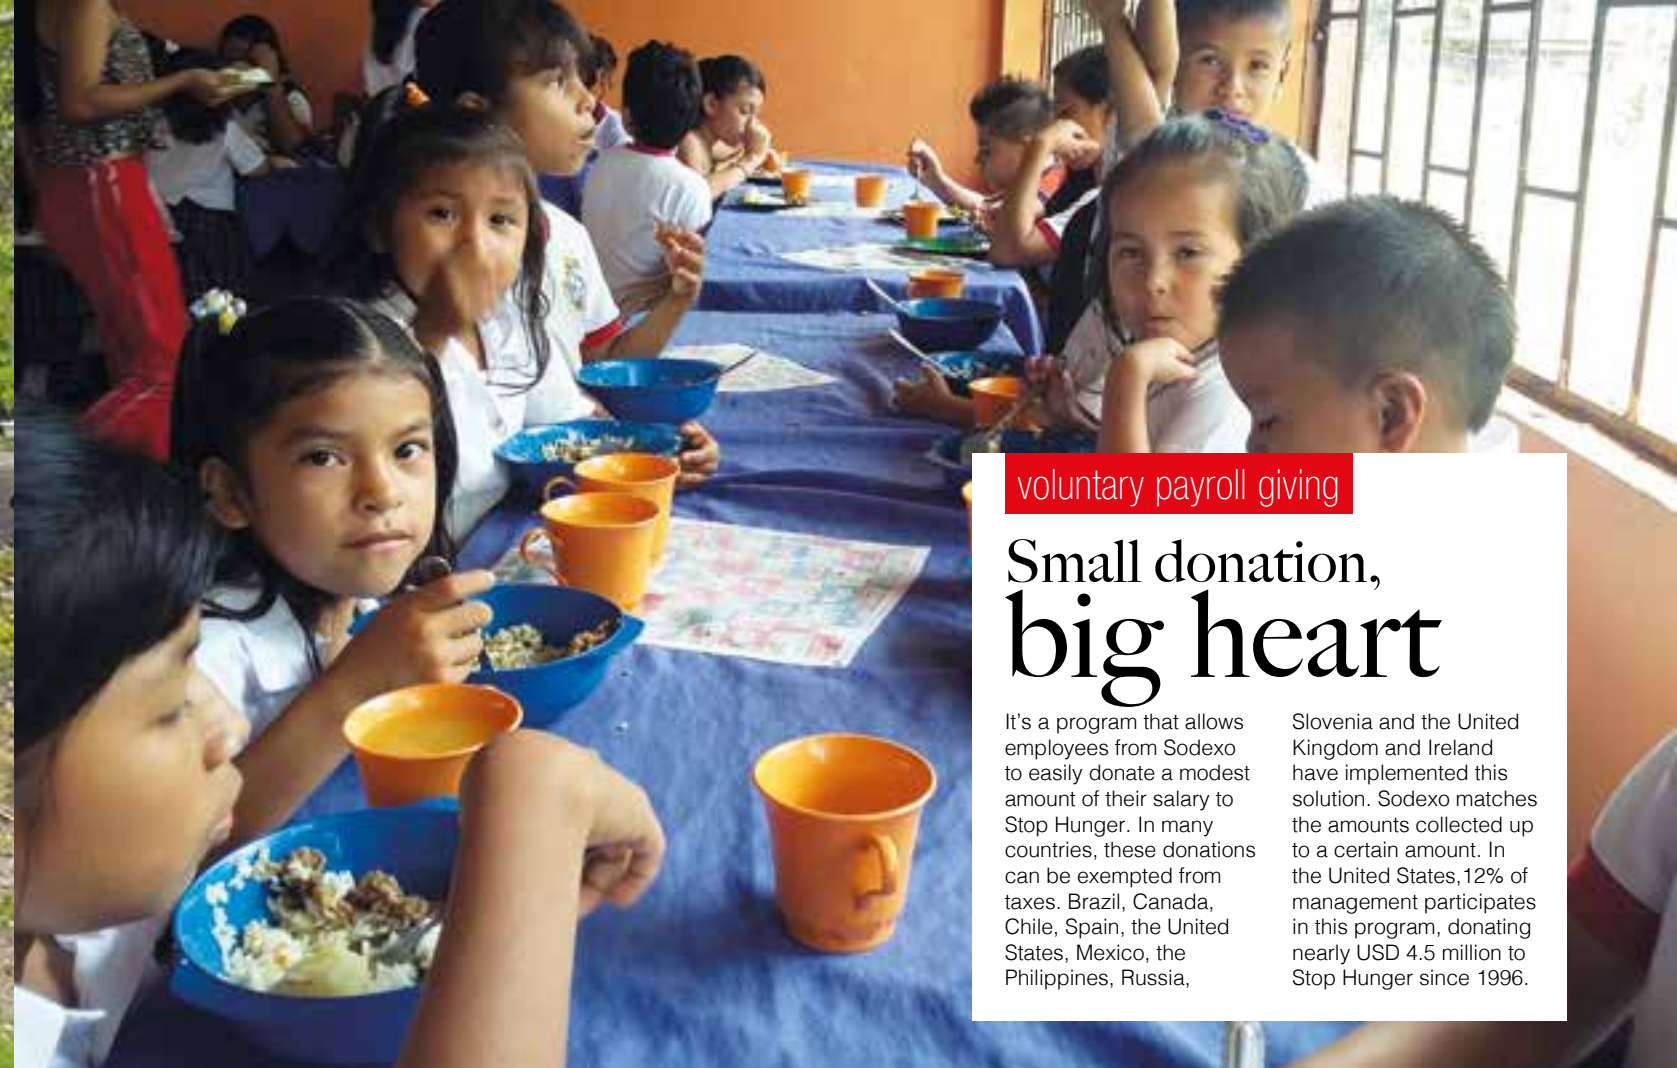 voluntary payroll giving
Small donation,
big heart
It's a program that allows
employees from Sodexo
to easily donate a modest
amount of their salary to
Stop Hunger. In many
countries, these donations
can be exempted from
taxes. Brazil, Canada,
Chile, Spain, the United
States, Mexico, the
Philippines, Russia,
Slovenia and the United
Kingdom and Ireland
have implemented this
solution. Sodexo matches
the amounts collected up
to a certain amount. In
the United States,12% of
management participates
in this program, donating
nearly USD 4.5 million to
Stop Hunger since 1996.